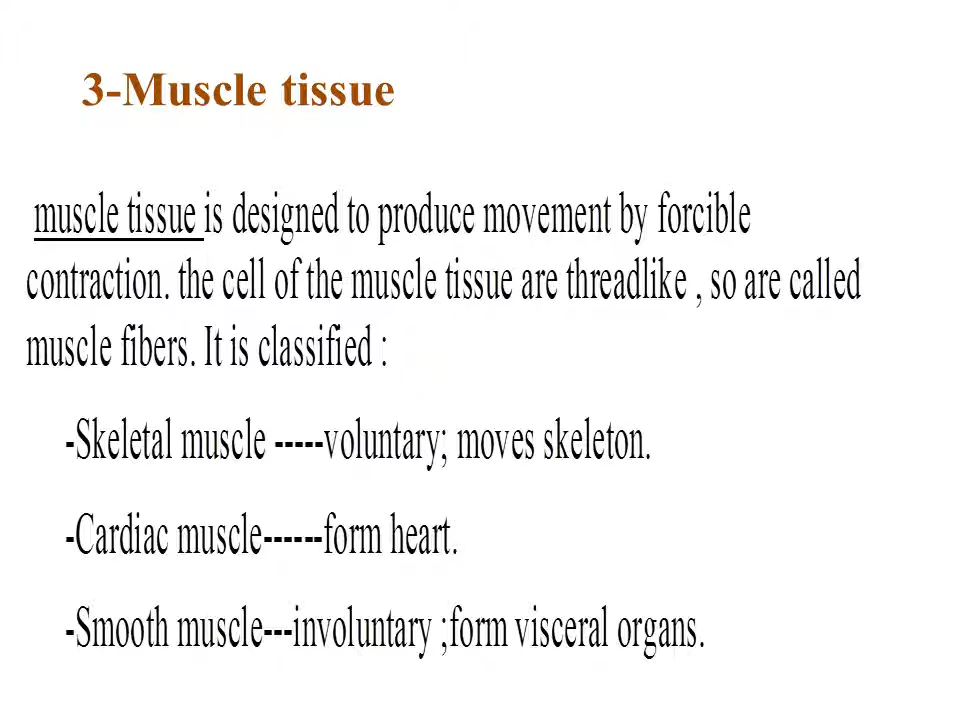 3-Muscle tissue
muscle tissue is designed to produce movement by forcible
contraction. the cell of the muscle tissue are threadlike , so are called
muscle fibers. It is classified :
-Skeletal muscle -----voluntary; moves skeleton.
-Cardiac muscle------form heart.
-Smooth muscle---involuntary ;form visceral organs.